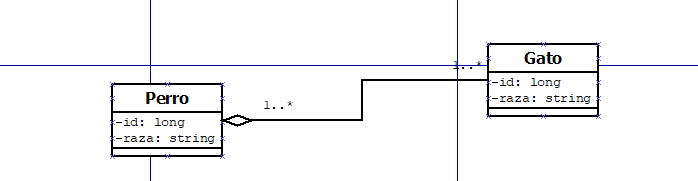 Gato
1..*
-id: long
-raza: string
Perro
1..*
-id: long
-raza: string